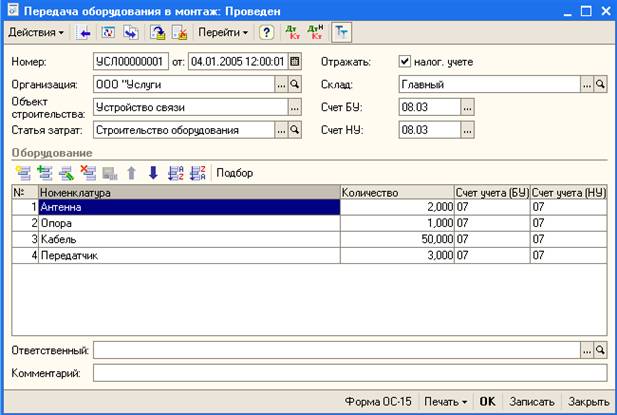 Передача оборудования в монтаж: Проведен
Действия Перейти ? Дт Кт Дт Н Кт Тт
Номер: УСЛ00000001 от: 04.01.2005 12:00:01 Отражать: налог. учете
Организация: ООО "Услуги ... Склад: Главный ...
Объект строительства: Устройство связи ... Счет БУ: 08.03 ...
Статья затрат: Строительство оборудования ... Счет НУ: 08.03 ...
Оборудование
Подбор
№ Номенклатура Количество Счет учета (БУ) Счет учета (НУ)
1 Антенна 2,000 07 07
2 Опора 1,000 07 07
3 Кабель 50,000 07 07
4 Передатчик 3,000 07 07
Ответственный: ...
Комментарий:
Форма ОС-15 Печать OK Записать Закрыть